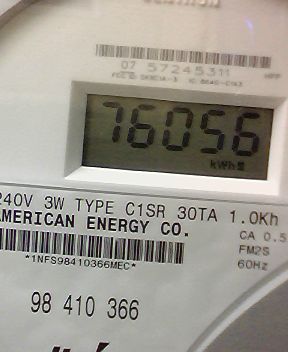 07 57245311
76056
kWhs
240V 3W TYPE C1SR 30TA 1.0Kh
AMERICAN ENERGY CO.
CA 0.5
FM2S
*1NFS98410366MEC*
60Hz
98 410 366